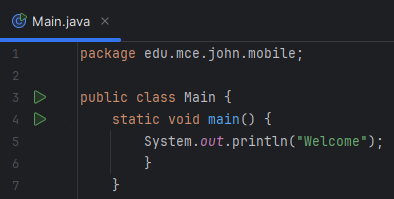 Main.java
1 package edu.mce.john.mobile;
2
3 public class Main {
4     static void main() {
5         System.out.println("Welcome");
6         }
7     }